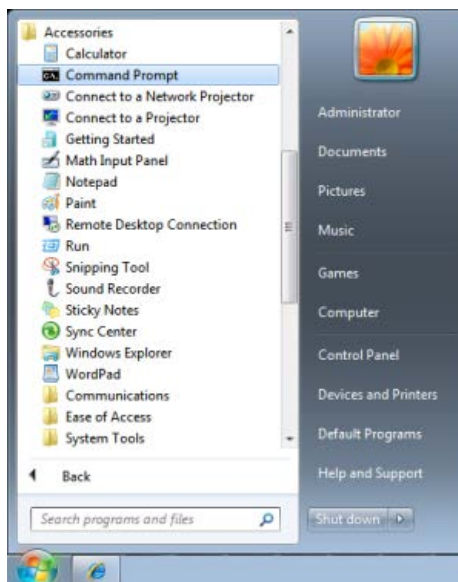 Accessories
Calculator
Command Prompt
Connect to a Network Projector
Connect to a Projector
Getting Started
Math Input Panel
Notepad
Paint
Remote Desktop Connection
Run
Snipping Tool
Sound Recorder
Sticky Notes
Sync Center
Windows Explorer
WordPad
Communications
Ease of Access
System Tools
Back
Search programs and files
Administrator
Documents
Pictures
Music
Games
Computer
Control Panel
Devices and Printers
Default Programs
Help and Support
Shut down